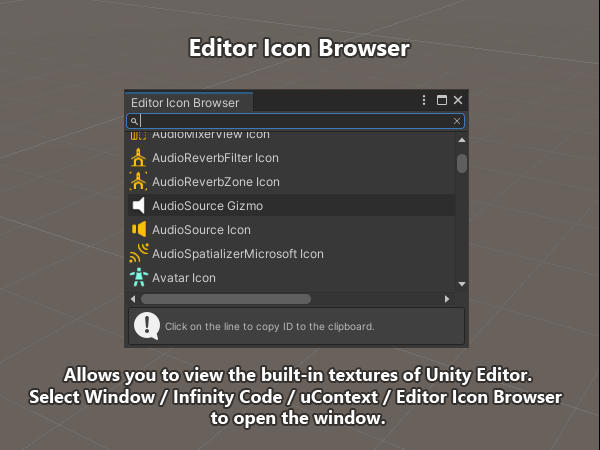 Editor Icon Browser
Editor Icon Browser
AudioMixerView Icon
AudioReverbFilter Icon
AudioReverbZone Icon
AudioSource Gizmo
AudioSource Icon
AudioSpatializerMicrosoft Icon
Avatar Icon
Click on the line to copy ID to the clipboard.
Allows you to view the built-in textures of Unity Editor.
Select Window / Infinity Code / uContext / Editor Icon Browser
to open the window.